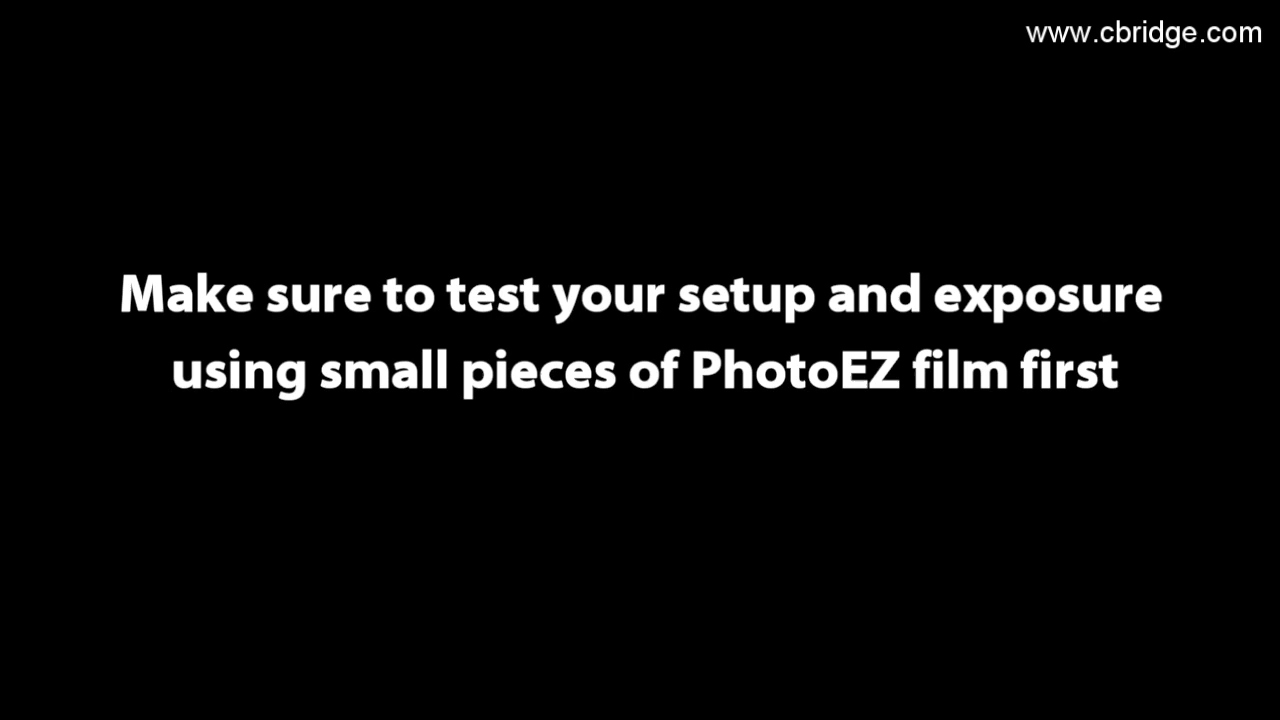 www.cbridge.com
Make sure to test your setup and exposure
using small pieces of PhotoEZ film first